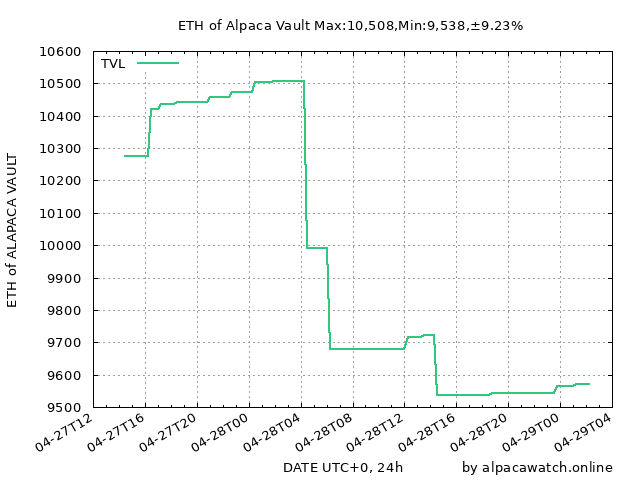 ETH of Alpaca Vault Max:10,508,Min:9,538,±9.23%
TVL
10600
10500
10400
10300
10200
10100
10000
9900
9800
9700
9600
9500
ETH of ALAPACA VAULT
04-27T12
04-27T16
04-27T20
04-28T00
04-28T04
04-28T08
04-28T12
04-28T16
04-28T20
04-29T00
04-29T04
DATE UTC+0, 24h
by alpacawatch.online